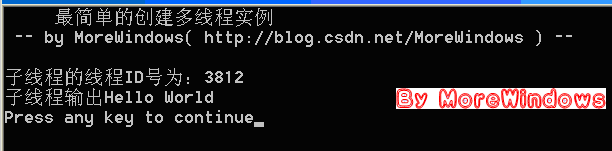 最简单的创建多线程实例
-- by MoreWindows( http://blog.csdn.net/MoreWindows ) --
子线程的线程ID号为：3812
子线程输出Hello World
By MoreWindows
Press any key to continue_